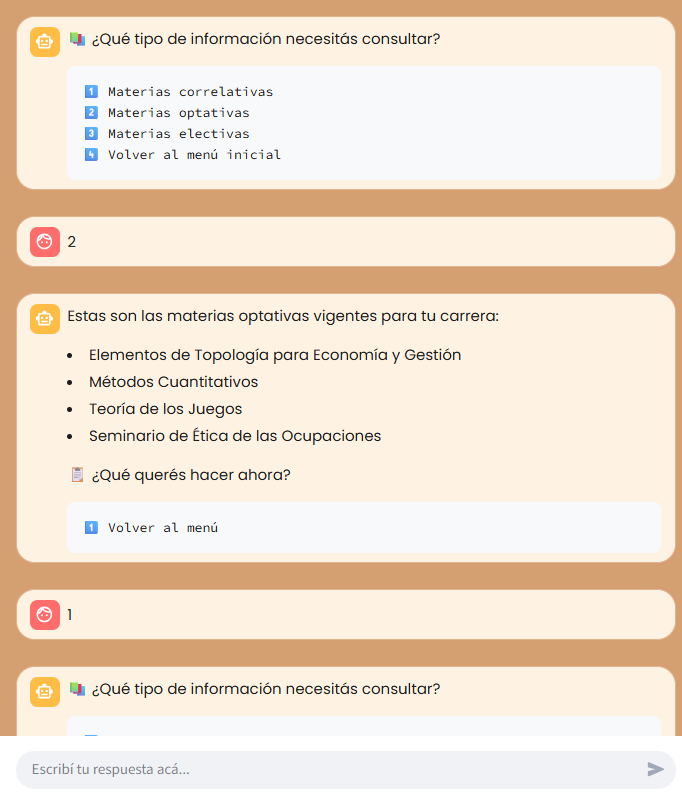 📚 ¿Qué tipo de información necesitás consultar?
1️⃣ Materias correlativas
2️⃣ Materias optativas
3️⃣ Materias electivas
4️⃣ Volver al menú inicial
2
Estas son las materias optativas vigentes para tu carrera:
• Elementos de Topología para Economía y Gestión
• Métodos Cuantitativos
• Teoría de los Juegos
• Seminario de Ética de las Ocupaciones
📋 ¿Qué querés hacer ahora?
1️⃣ Volver al menú
1
📚 ¿Qué tipo de información necesitás consultar?
Escribí tu respuesta acá...